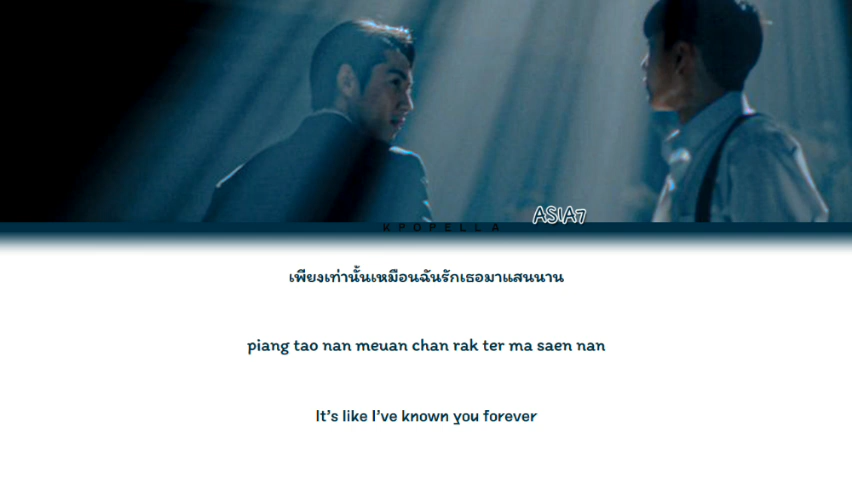 ASIA7
KPOPELLA
เพียงเท่านั้นเหมือนฉันรักเธอมาแสนนาน
piang tao nan meuan chan rak ter ma saen nan
It's like I've known you forever